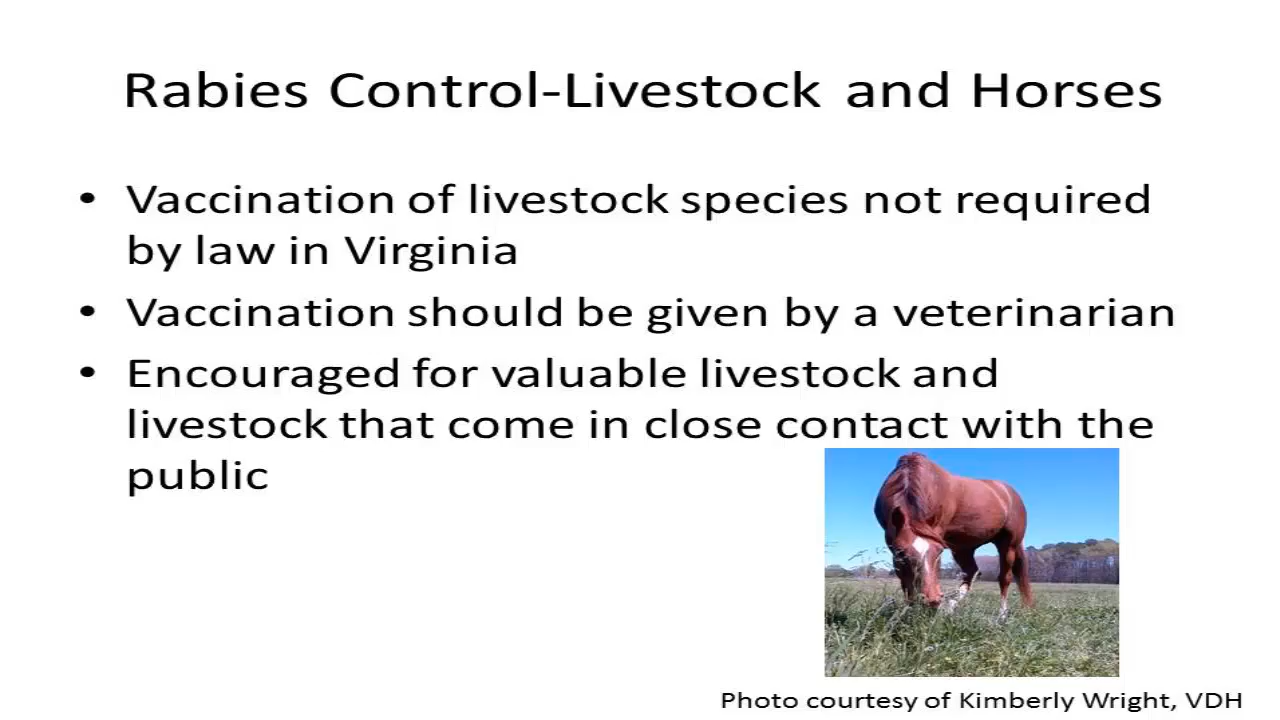 Rabies Control-Livestock and Horses
• Vaccination of livestock species not required
by law in Virginia
• Vaccination should be given by a veterinarian
• Encouraged for valuable livestock and
livestock that come in close contact with the
public
Photo courtesy of Kimberly Wright, VDH